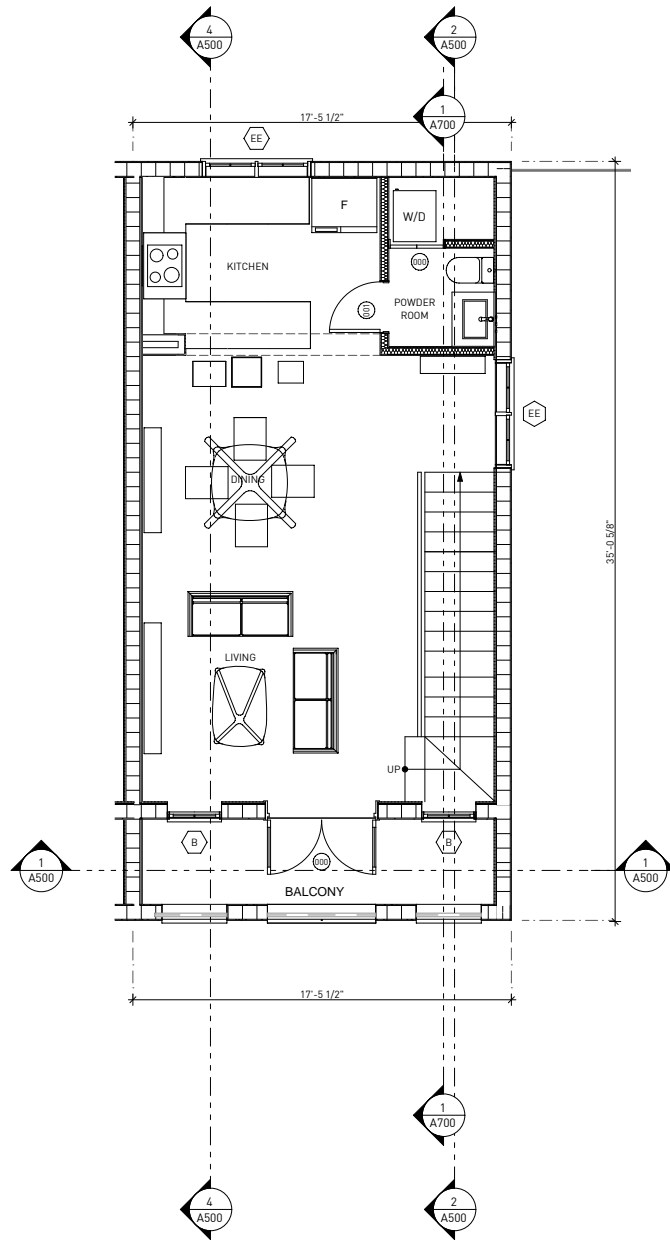 4
A500
2
A500
1
A700
17'-5 1/2"
EE
F
W/D
KITCHEN
000
POWDER
ROOM
EE
DINING
35'-0 5/8"
LIVING
UP
B
B
000
1
A500
1
A500
BALCONY
17'-5 1/2"
1
A700
4
A500
2
A500